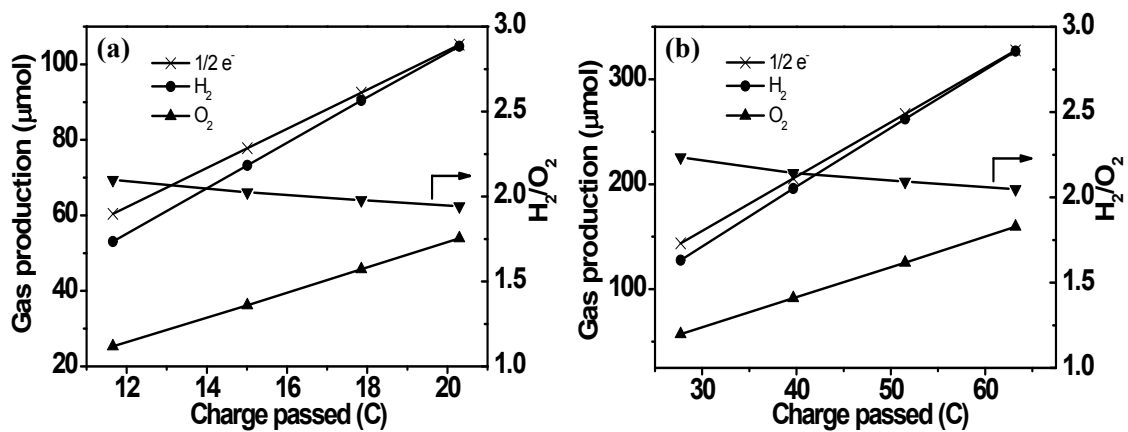 (a)
1/2 e⁻
H₂
O₂
Gas production (μmol)
100
80
60
40
20
12
14
16
18
20
Charge passed (C)
3.0
2.5
2.0
1.5
1.0
H₂/O₂
(b)
1/2 e⁻
H₂
O₂
Gas production (μmol)
300
200
100
30
40
50
60
Charge passed (C)
3.0
2.5
2.0
1.5
1.0
H₂/O₂